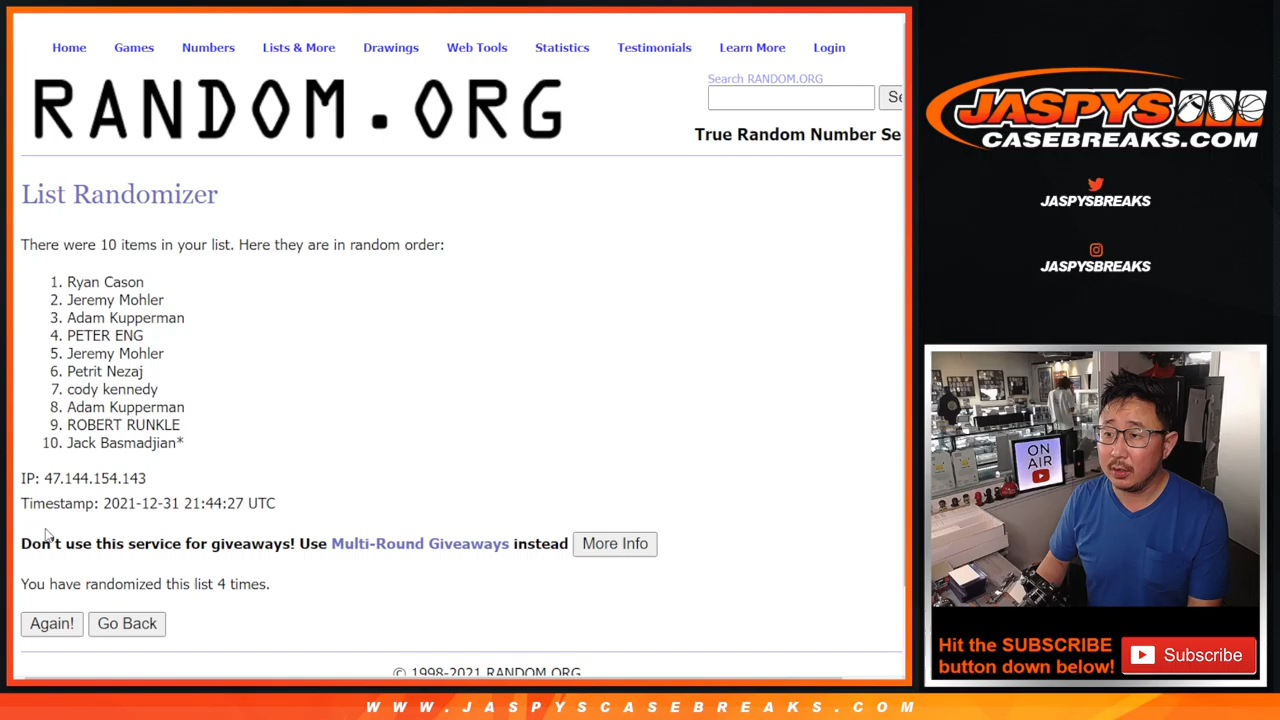 Home Games Numbers Lists & More Drawings Web Tools Statistics Testimonials Learn More Login
RANDOM.ORG
Search RANDOM.ORG
True Random Number Se
List Randomizer
There were 10 items in your list. Here they are in random order:
1. Ryan Cason
2. Jeremy Mohler
3. Adam Kupperman
4. PETER ENG
5. Jeremy Mohler
6. Petrit Nezaj
7. cody kennedy
8. Adam Kupperman
9. ROBERT RUNKLE
10. Jack Basmadjian*
IP: 47.144.154.143
Timestamp: 2021-12-31 21:44:27 UTC
Don't use this service for giveaways! Use Multi-Round Giveaways instead More Info
You have randomized this list 4 times.
Again! Go Back
© 1998-2021 RANDOM.ORG
JASPYS
CASEBREAKS.COM
JASPYSBREAKS
JASPYSBREAKS
ON
AIR
Hit the SUBSCRIBE
button down below!
Subscribe
WWW.JASPYSCASEBREAKS.COM